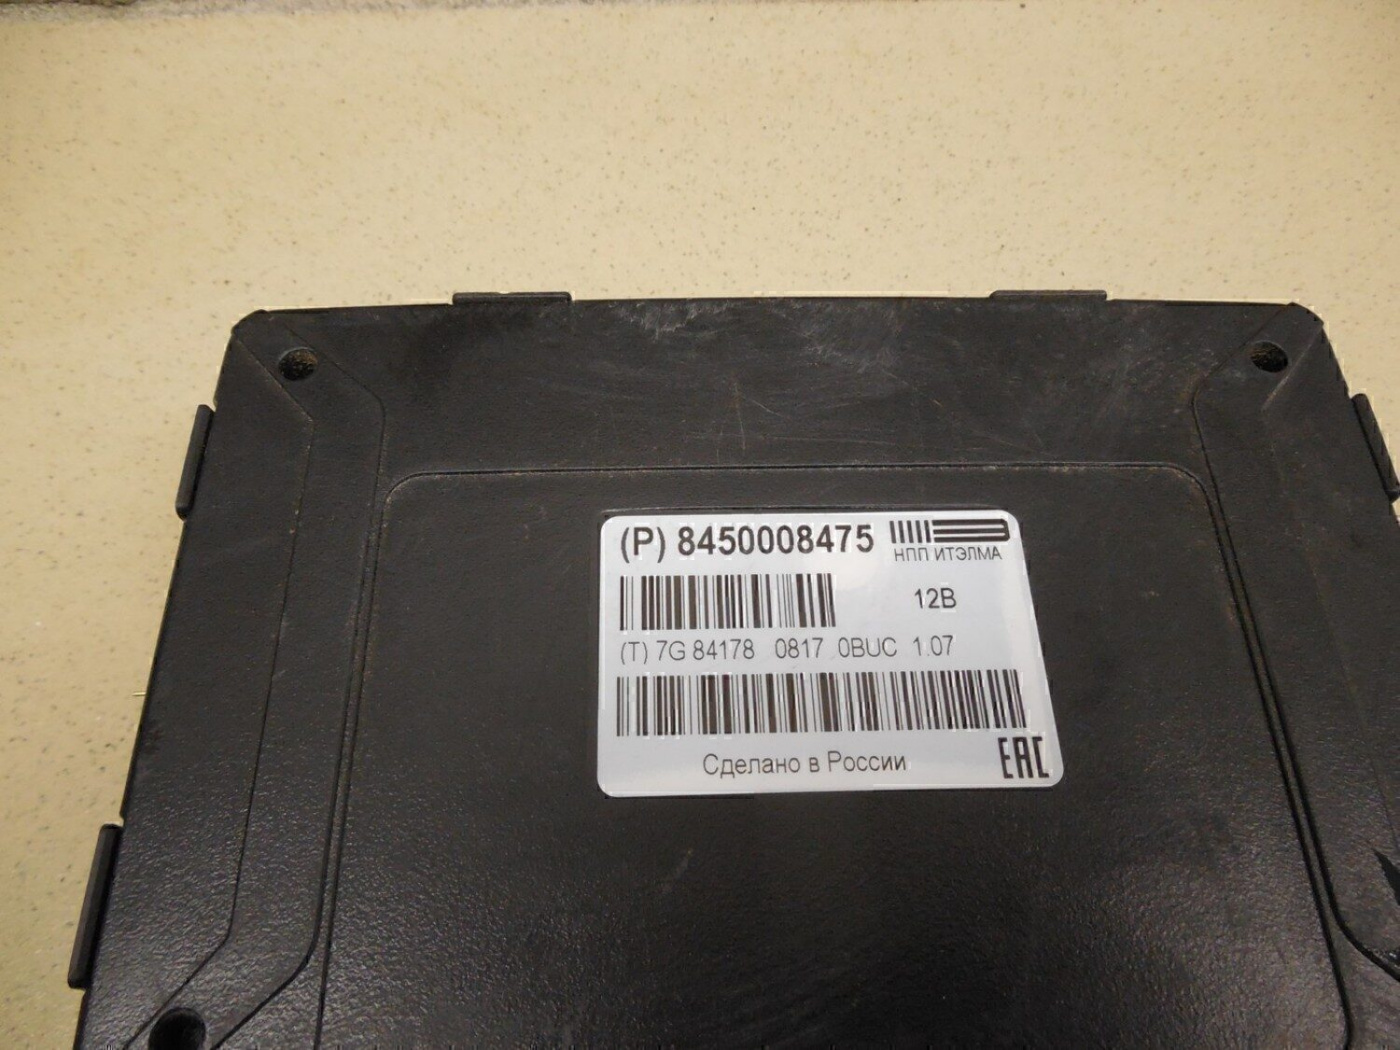 (P) 8450008475
НПП ИТЭЛМА
12В
(T) 7G 84178 0817 0BUC 1.07
Сделано в России
EAC